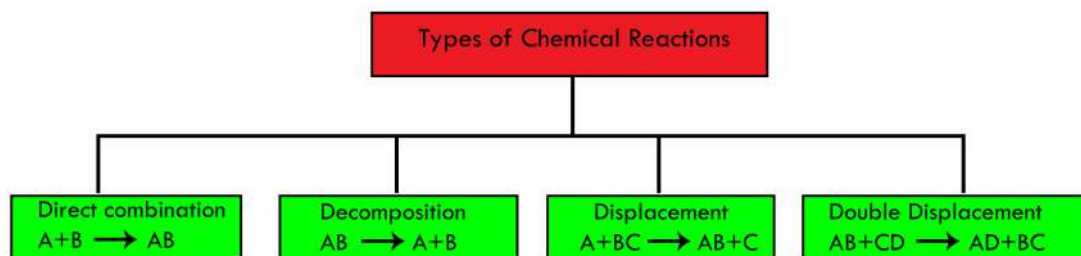 Types of Chemical Reactions
Direct combination
A+B ⟶ AB
Decomposition
AB ⟶ A+B
Displacement
A+BC ⟶ AB+C
Double Displacement
AB+CD ⟶ AD+BC